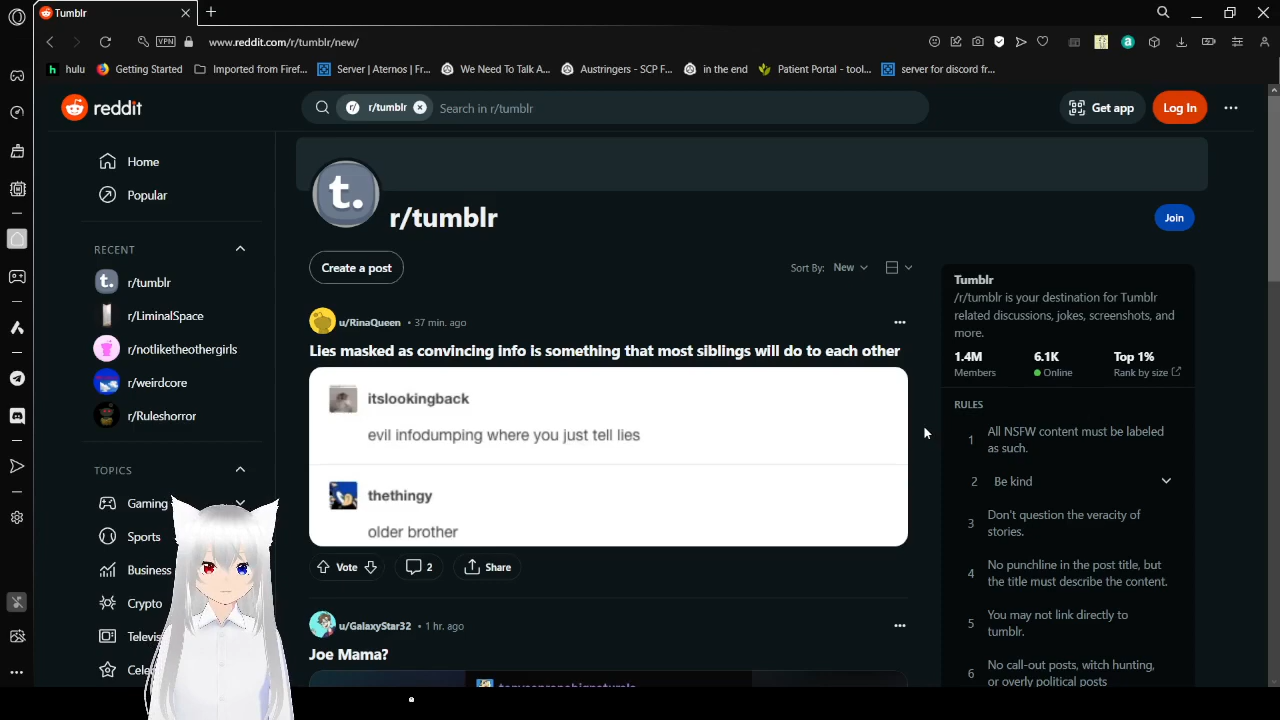 Tumblr
VPN
www.reddit.com/r/tumblr/new/
hulu
Getting Started
Imported from Firef...
Server | Aternos | Fr...
We Need To Talk A...
Austringers - SCP F...
in the end
Patient Portal - tool...
server for discord fr...
reddit
r/ r/tumblr
Search in r/tumblr
Get app
Log In
Home
Popular
RECENT
r/tumblr
r/LiminalSpace
r/notliketheothergirls
r/weirdcore
r/Ruleshorror
TOPICS
Gaming
Sports
Business
Crypto
Televis
Cele
t.
r/tumblr
Join
Create a post
Sort By: New
u/RinaQueen • 37 min. ago
Lies masked as convincing info is something that most siblings will do to each other
itslookingback
evil infodumping where you just tell lies
thethingy
older brother
Vote
2
Share
u/GalaxyStar32 • 1 hr. ago
Joe Mama?
Tumblr
/r/tumblr is your destination for Tumblr
related discussions, jokes, screenshots, and
more.
1.4M 6.1K Top 1%
Members Online Rank by size
RULES
1 All NSFW content must be labeled
as such.
2 Be kind
3 Don't question the veracity of
stories.
4 No punchline in the post title, but
the title must describe the content.
5 You may not link directly to
tumblr.
6 No call-out posts, witch hunting,
or overly political posts